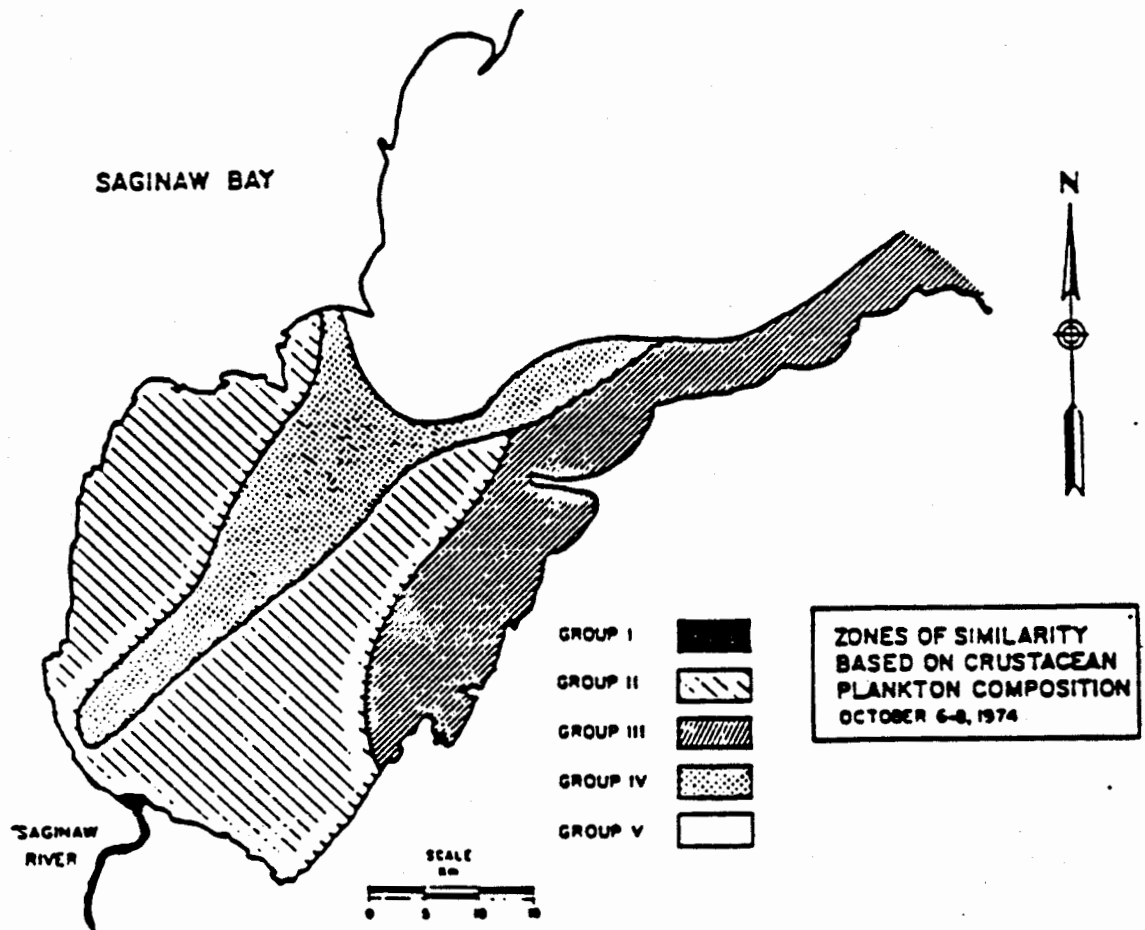 SAGINAW BAY
N
GROUP I
GROUP II
GROUP III
GROUP IV
GROUP V
ZONES OF SIMILARITY
BASED ON CRUSTACEAN
PLANKTON COMPOSITION
OCTOBER 6-8, 1974
SAGINAW
RIVER
SCALE
0 5 10